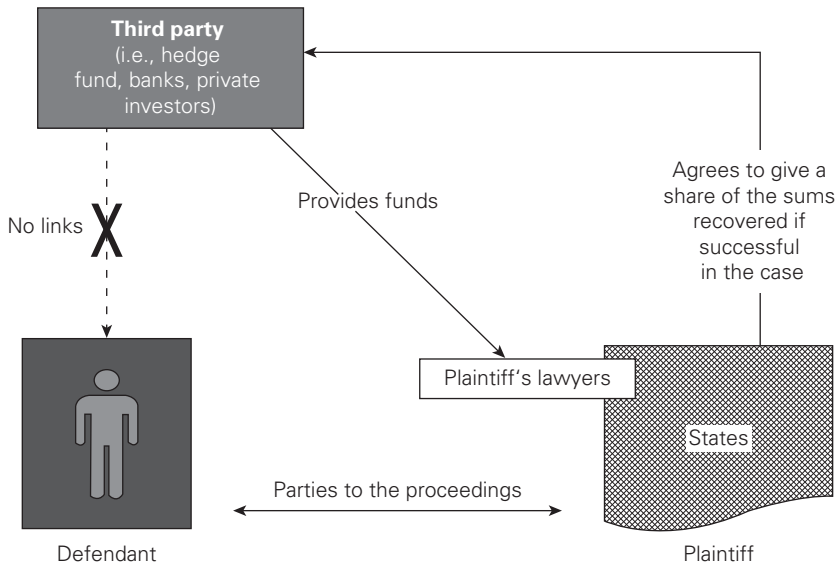 Third party
(i.e., hedge
fund, banks, private
investors)
No links
Provides funds
Agrees to give a
share of the sums
recovered if
successful
in the case
Plaintiff's lawyers
States
Parties to the proceedings
Defendant
Plaintiff